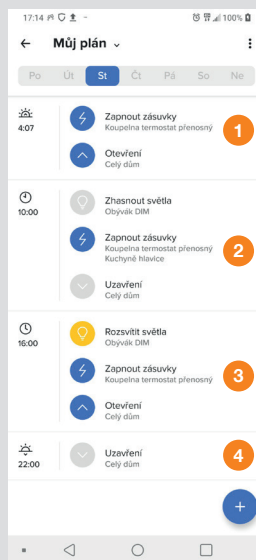 17:14
100%
Můj plán
Po Út St Čt Pá So Ne
4:07
Zapnout zásuvky
Koupelna termostat přenosný
1
Otevření
Celý dům
10:00
Zhasnout světla
Obývák DIM
Zapnout zásuvky
Koupelna termostat přenosný
Kuchyně hlavice
2
Uzavření
Celý dům
16:00
Rozsvítit světla
Obývák DIM
Zapnout zásuvky
Koupelna termostat přenosný
3
Otevření
Celý dům
22:00
Uzavření
Celý dům
4